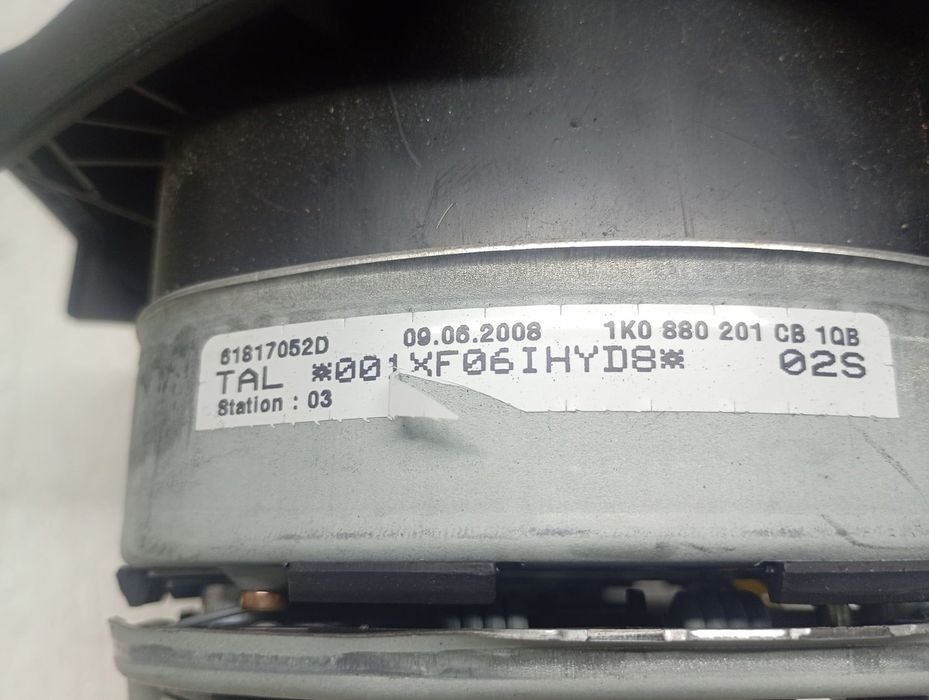 61817052D 09.06.2008 1K0 880 201 CB 1QB
TAL *001XF06IHYD8* 02S
Station : 03